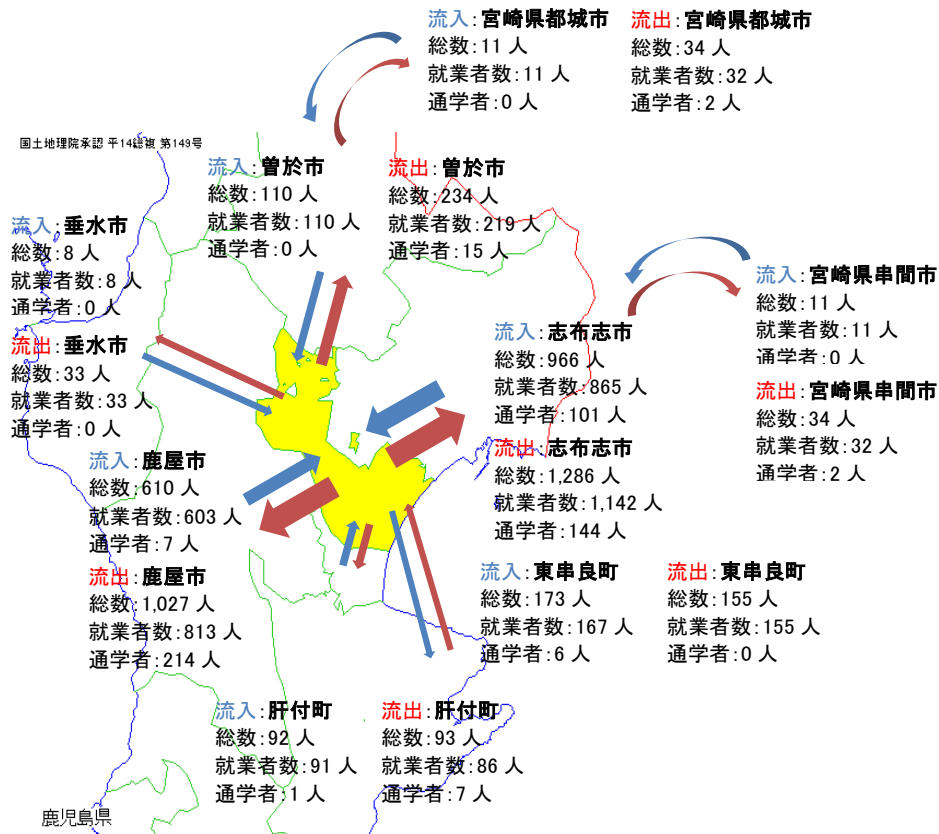 流入:宮崎県都城市
総数:11 人
就業者数:11 人
通学者:0 人
流出:宮崎県都城市
総数:34 人
就業者数:32 人
通学者:2 人
国土地理院承認 平14総複 第149号
流入:曽於市
総数:110 人
就業者数:110 人
通学者:0 人
流出:曽於市
総数:234 人
就業者数:219 人
通学者:15 人
流入:垂水市
総数:8 人
就業者数:8 人
通学者:0 人
流出:垂水市
総数:33 人
就業者数:33 人
通学者:0 人
流入:宮崎県串間市
総数:11 人
就業者数:11 人
通学者:0 人
流出:宮崎県串間市
総数:34 人
就業者数:32 人
通学者:2 人
流入:志布志市
総数:966 人
就業者数:865 人
通学者:101 人
流出:志布志市
総数:1,286 人
就業者数:1,142 人
通学者:144 人
流入:鹿屋市
総数:610 人
就業者数:603 人
通学者:7 人
流出:鹿屋市
総数:1,027 人
就業者数:813 人
通学者:214 人
流入:東串良町
総数:173 人
就業者数:167 人
通学者:6 人
流出:東串良町
総数:155 人
就業者数:155 人
通学者:0 人
流入:肝付町
総数:92 人
就業者数:91 人
通学者:1 人
流出:肝付町
総数:93 人
就業者数:86 人
通学者:7 人
鹿児島県